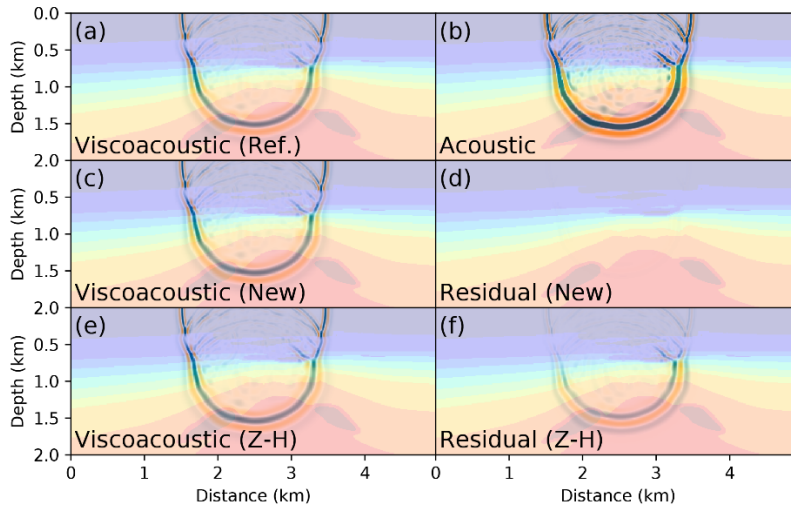 (a)
(b)
0.0
0.5
1.0
1.5
2.0
Depth (km)
Viscoacoustic (Ref.)
Acoustic
(c)
(d)
0.5
1.0
1.5
2.0
Depth (km)
Viscoacoustic (New)
Residual (New)
(e)
(f)
0.5
1.0
1.5
2.0
Depth (km)
Viscoacoustic (Z-H)
Residual (Z-H)
0 1 2 3 4 0 1 2 3 4
Distance (km) Distance (km)